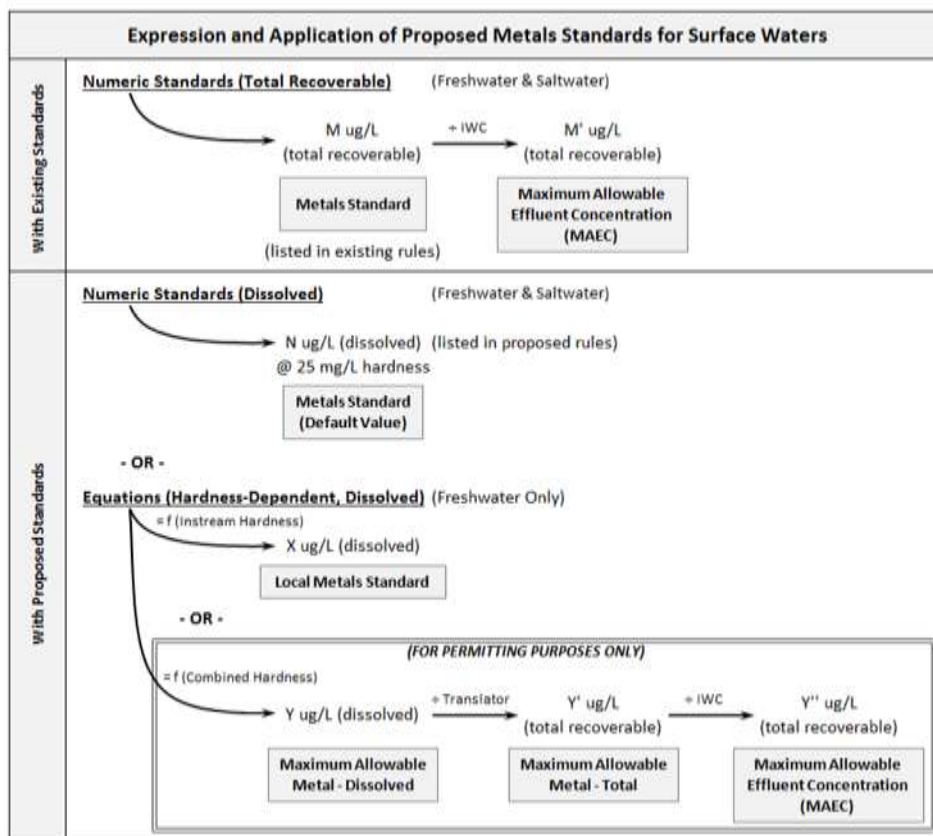 Expression and Application of Proposed Metals Standards for Surface Waters
With Existing Standards
Numeric Standards (Total Recoverable) (Freshwater & Saltwater)
M ug/L ÷ IWC M' ug/L
(total recoverable) (total recoverable)
Metals Standard
Maximum Allowable
Effluent Concentration
(MAEC)
(listed in existing rules)
With Proposed Standards
Numeric Standards (Dissolved) (Freshwater & Saltwater)
N ug/L (dissolved) (listed in proposed rules)
@ 25 mg/L hardness
Metals Standard
(Default Value)
- OR -
Equations (Hardness-Dependent, Dissolved) (Freshwater Only)
= f (Instream Hardness)
X ug/L (dissolved)
Local Metals Standard
- OR -
(FOR PERMITTING PURPOSES ONLY)
= f (Combined Hardness)
Y ug/L (dissolved) ÷ Translator Y' ug/L ÷ IWC Y'' ug/L
(total recoverable) (total recoverable)
Maximum Allowable
Metal - Dissolved
Maximum Allowable
Metal - Total
Maximum Allowable
Effluent Concentration
(MAEC)